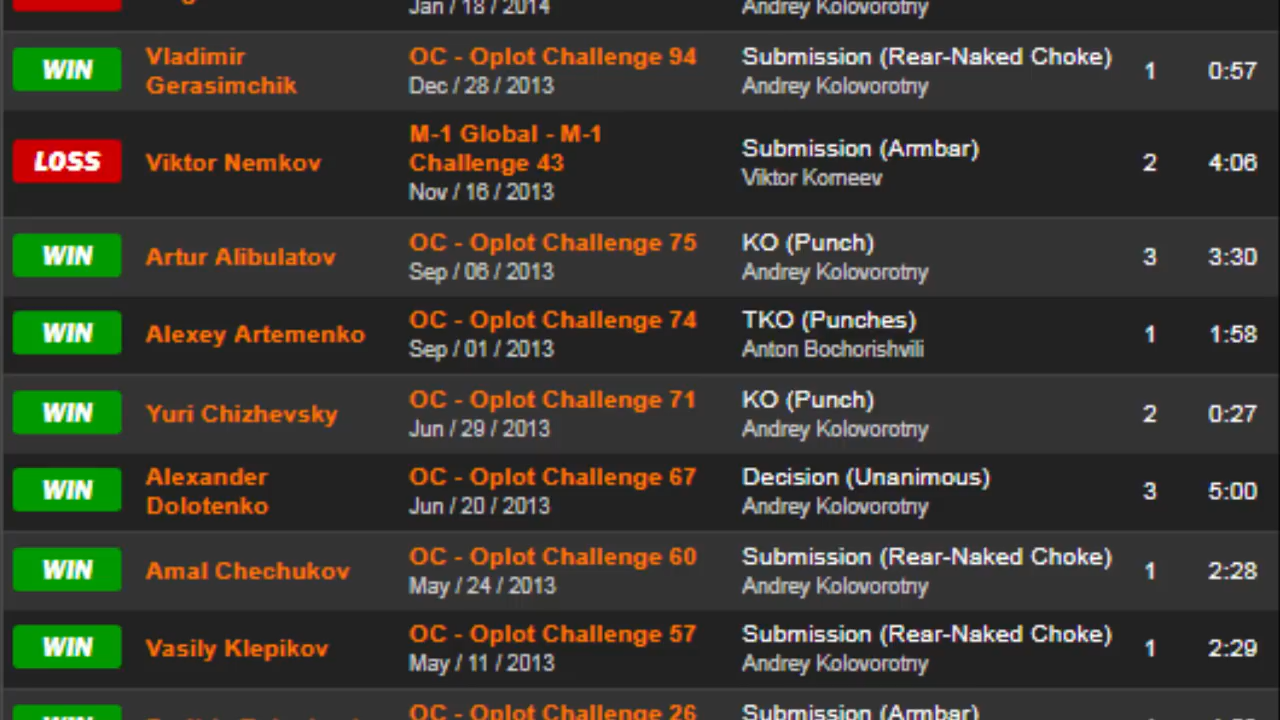 Jan / 18 / 2014
Andrey Kolovorotny
WIN
Vladimir
Gerasimchik
OC - Oplot Challenge 94
Dec / 28 / 2013
Submission (Rear-Naked Choke)
Andrey Kolovorotny
1
0:57
LOSS
Viktor Nemkov
M-1 Global - M-1
Challenge 43
Nov / 16 / 2013
Submission (Armbar)
Viktor Korneev
2
4:06
WIN
Artur Alibulatov
OC - Oplot Challenge 75
Sep / 06 / 2013
KO (Punch)
Andrey Kolovorotny
3
3:30
WIN
Alexey Artemenko
OC - Oplot Challenge 74
Sep / 01 / 2013
TKO (Punches)
Anton Bochorishvili
1
1:58
WIN
Yuri Chizhevsky
OC - Oplot Challenge 71
Jun / 29 / 2013
KO (Punch)
Andrey Kolovorotny
2
0:27
WIN
Alexander
Dolotenko
OC - Oplot Challenge 67
Jun / 20 / 2013
Decision (Unanimous)
Andrey Kolovorotny
3
5:00
WIN
Amal Chechukov
OC - Oplot Challenge 60
May / 24 / 2013
Submission (Rear-Naked Choke)
Andrey Kolovorotny
1
2:28
WIN
Vasily Klepikov
OC - Oplot Challenge 57
May / 11 / 2013
Submission (Rear-Naked Choke)
Andrey Kolovorotny
1
2:29
WIN
OC - Oplot Challenge 26
Submission (Armbar)